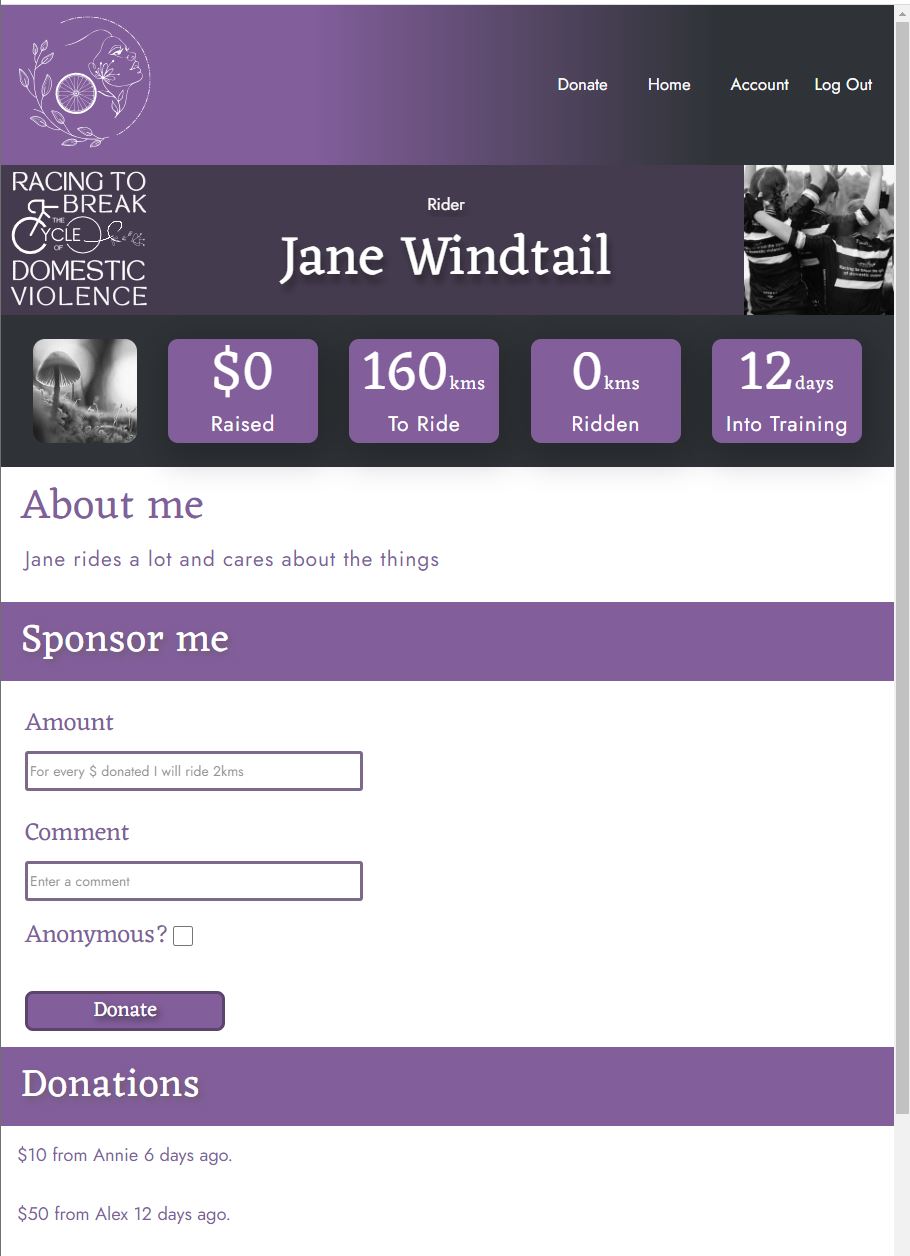 Donate Home Account Log Out
RACING TO
BREAK
THE
CYCLE
OF
DOMESTIC
VIOLENCE
Rider
Jane Windtail
$0
Raised
160kms
To Ride
0kms
Ridden
12days
Into Training
About me
Jane rides a lot and cares about the things
Sponsor me
Amount
For every $ donated I will ride 2kms
Comment
Enter a comment
Anonymous?
Donate
Donations
$10 from Annie 6 days ago.
$50 from Alex 12 days ago.